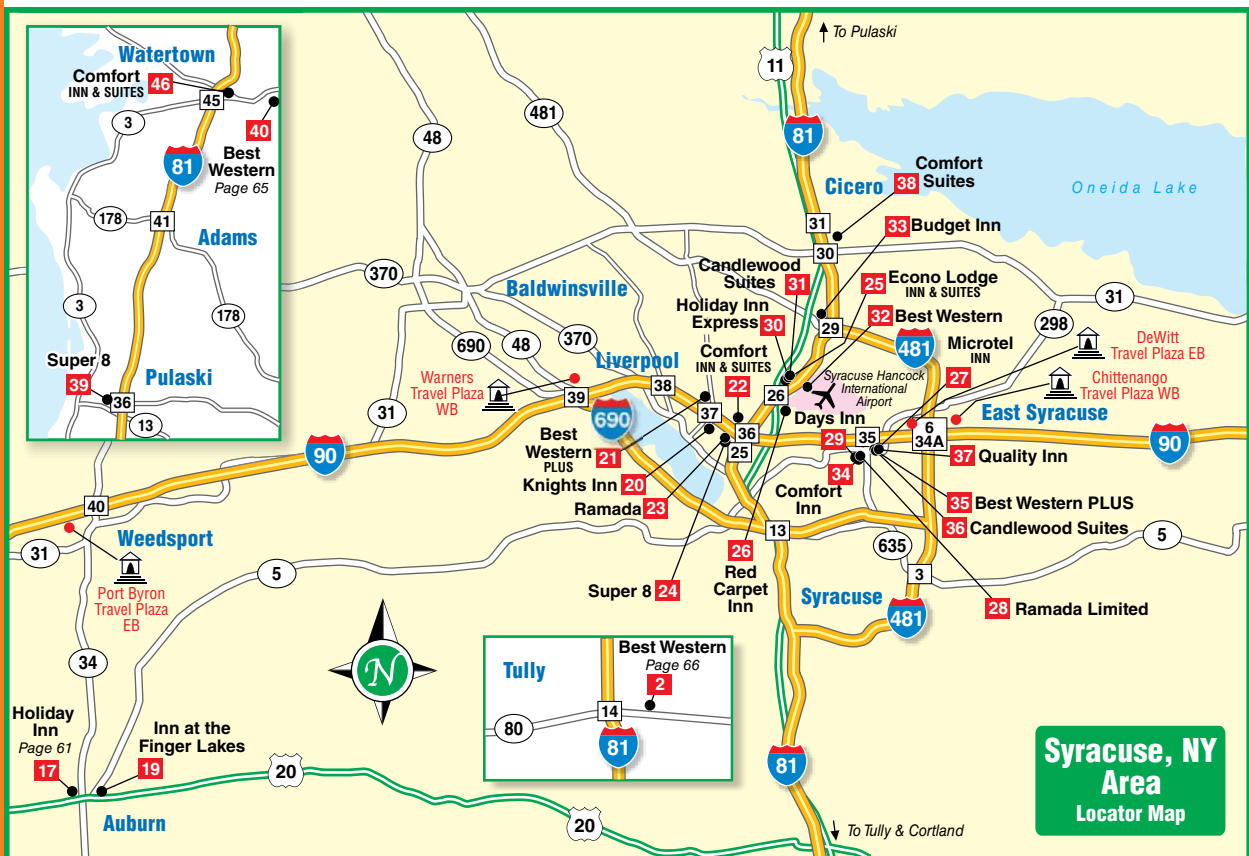 Watertown
Comfort
INN & SUITES
46
45
3
40
Best
Western
Page 65
81
178
41
Adams
3
178
Super 8
39
Pulaski
36
13
To Pulaski
11
48
481
81
Cicero
38
Comfort
Suites
Oneida Lake
31
33
Budget Inn
30
Candlewood
Suites
31
25
Econo Lodge
INN & SUITES
370
Baldwinsville
Holiday Inn
Express
30
32
Best Western
31
29
298
690
48
370
Liverpool
Comfort
INN & SUITES
22
481
Microtel
INN
27
DeWitt
Travel Plaza EB
Warners
Travel Plaza
WB
39
38
26
Syracuse Hancock
International
Airport
Chittenango
Travel Plaza WB
31
690
37
36
25
Days Inn
29
35
6
34A
East Syracuse
90
90
Best
Western
PLUS
21
Knights Inn
20
Ramada
23
34
Comfort
Inn
37
Quality Inn
35
Best Western PLUS
36
Candlewood Suites
40
Weedsport
31
5
13
635
5
Port Byron
Travel Plaza
EB
Super 8
24
26
Red
Carpet
Inn
Syracuse
3
481
28
Ramada Limited
34
N
Tully
Best Western
Page 66
2
14
80
81
Holiday
Inn
Page 61
17
Inn at the
Finger Lakes
19
20
81
Syracuse, NY
Area
Locator Map
Auburn
20
To Tully & Cortland